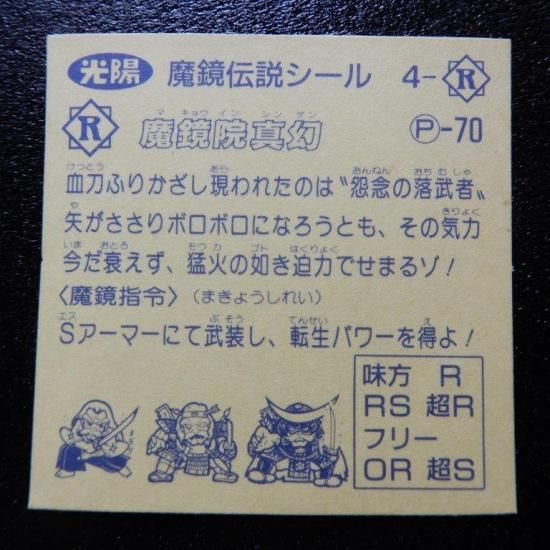 光陽 魔鏡伝説シール 4-R
R 魔鏡院真幻 Ⓟ-70
マ キョウ イン シン ゲン
けっとう あら おんねん おちむしゃ
血刀ふりかざし現われたのは〝怨念の落武者〟
や きりょく
矢がささりボロボロになろうとも、その気力
いま おとろ モウカ ゴト はくりょく
今だ衰えず、猛火の如き迫力でせまるゾ！
〈魔鏡指令〉（まきょうしれい）
エス ぶそう てんせい え
Sアーマーにて武装し、転生パワーを得よ！
味方 R
RS 超R
フリー
OR 超S